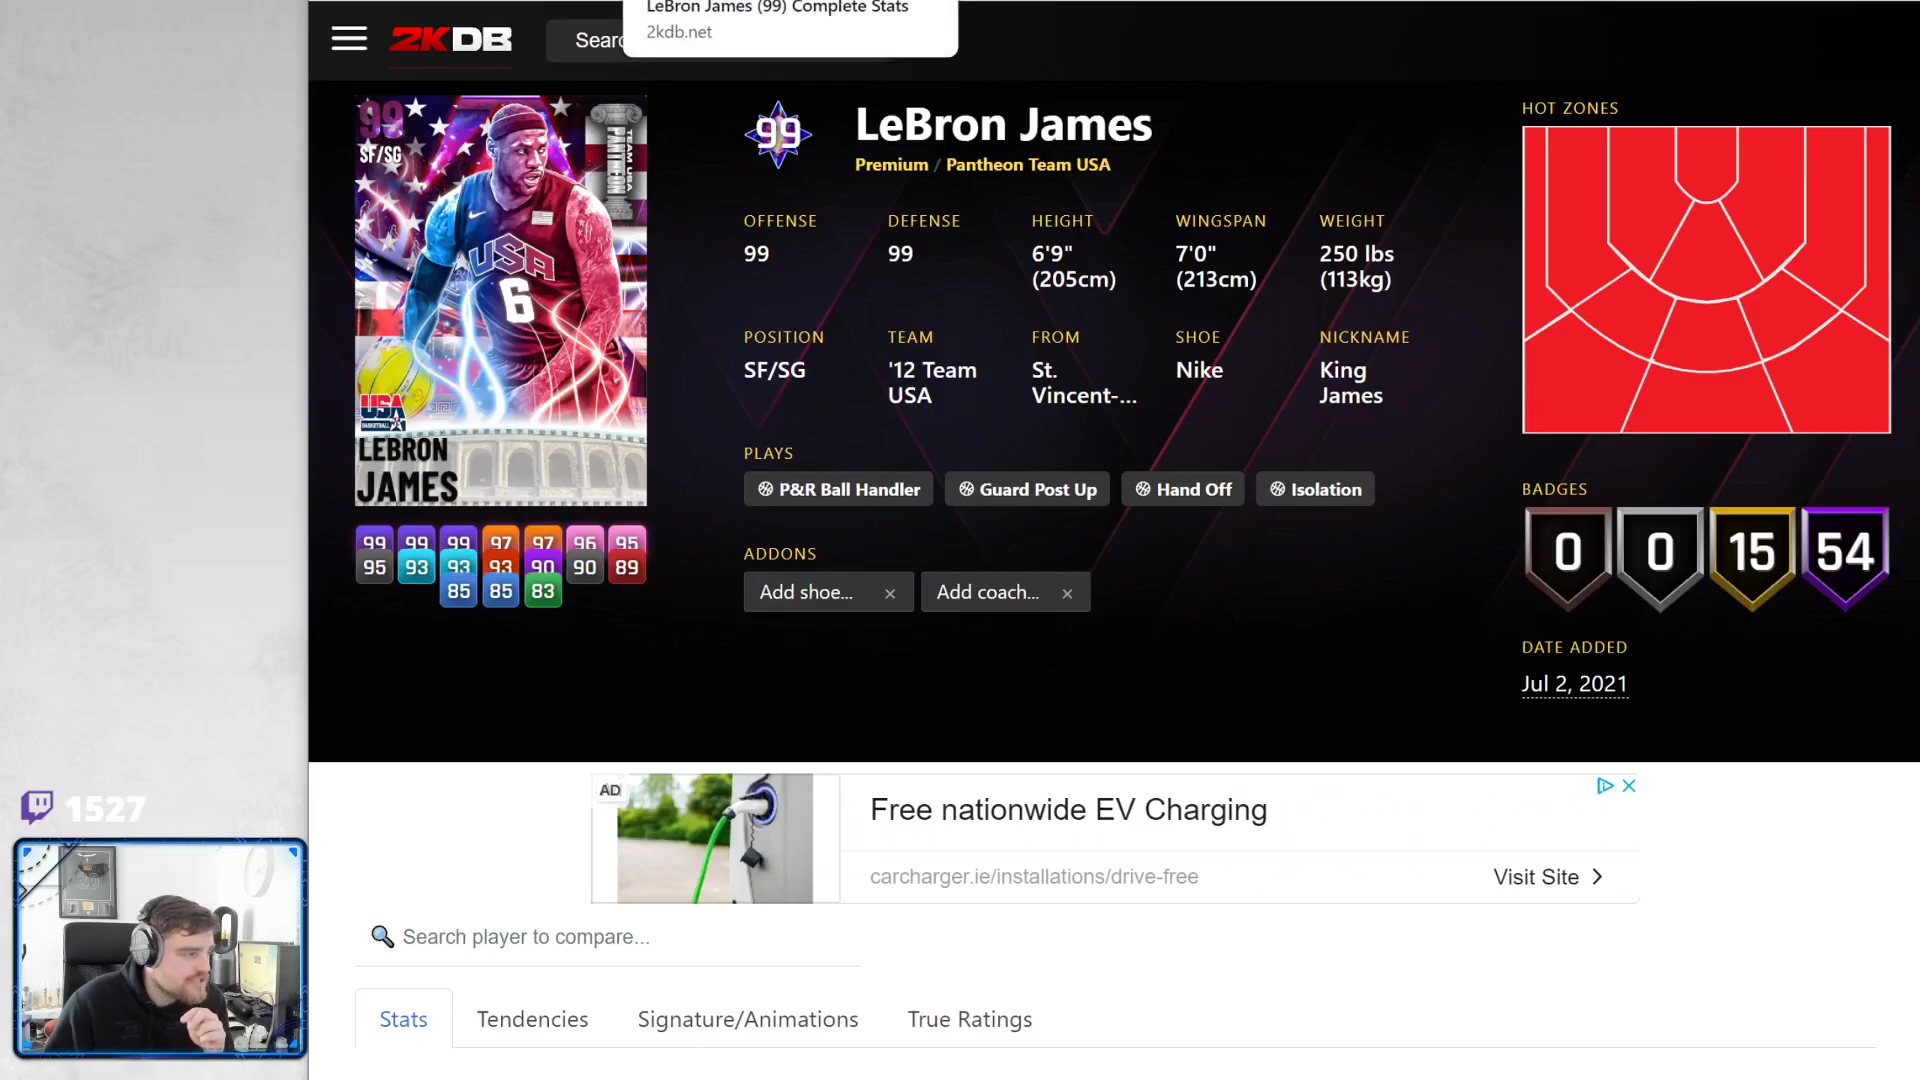 LeBron James (99) Complete Stats
2kdb.net
2KDB
Searc
99
SF/SG
TEAM USA
PANTHEON
USA
6
USA
BASKETBALL
LEBRON
JAMES
99 99 99 97 97 96 95
95 93 93 93 90 90 89
85 85 83
99
LeBron James
Premium / Pantheon Team USA
OFFENSE
99
DEFENSE
99
HEIGHT
6'9"
(205cm)
WINGSPAN
7'0"
(213cm)
WEIGHT
250 lbs
(113kg)
POSITION
SF/SG
TEAM
'12 Team
USA
FROM
St.
Vincent-...
SHOE
Nike
NICKNAME
King
James
PLAYS
P&R Ball Handler
Guard Post Up
Hand Off
Isolation
ADDONS
Add shoe... ×
Add coach... ×
HOT ZONES
BADGES
0 0 15 54
DATE ADDED
Jul 2, 2021
AD
Free nationwide EV Charging
carcharger.ie/installations/drive-free
Visit Site
1527
Search player to compare...
Stats
Tendencies
Signature/Animations
True Ratings